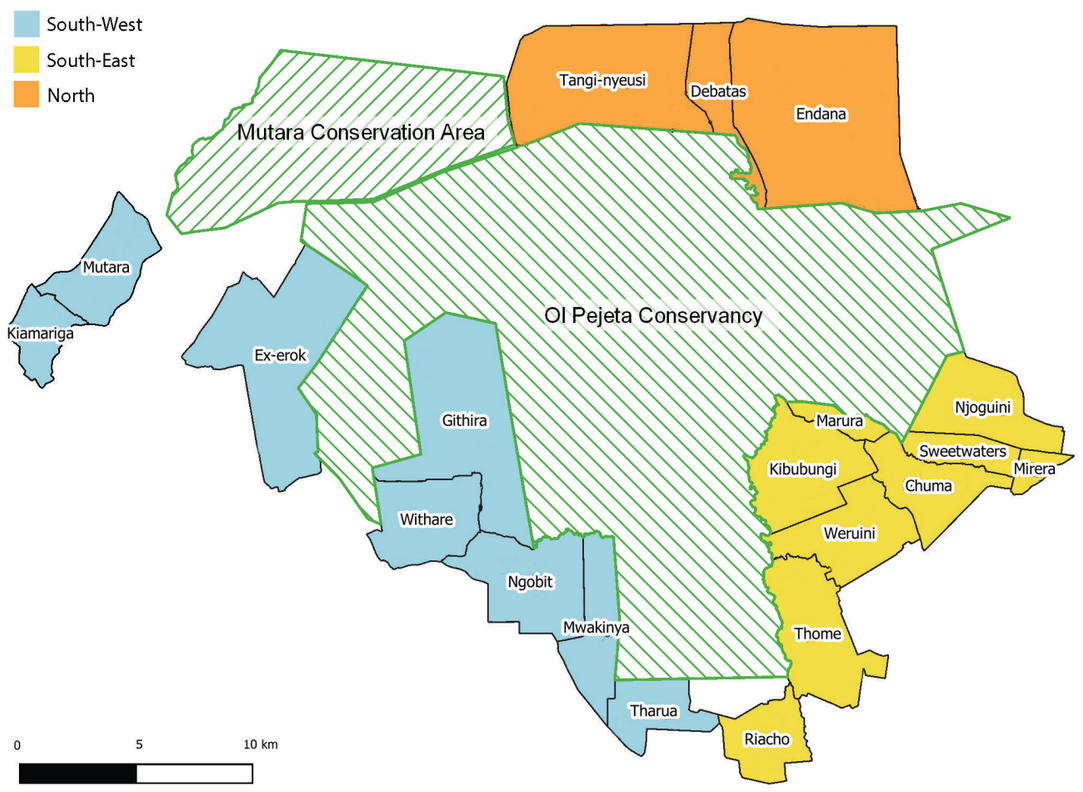 South-West
South-East
North
Tangi-nyeusi
Debatas
Endana
Mutara Conservation Area
Mutara
Kiamariga
Ex-erok
Ol Pejeta Conservancy
Githira
Withare
Ngobit
Mwakinya
Tharua
Marura
Njoguini
Kibubungi
Sweetwaters
Mirera
Chuma
Weruini
Thome
Riacho
0 5 10 km